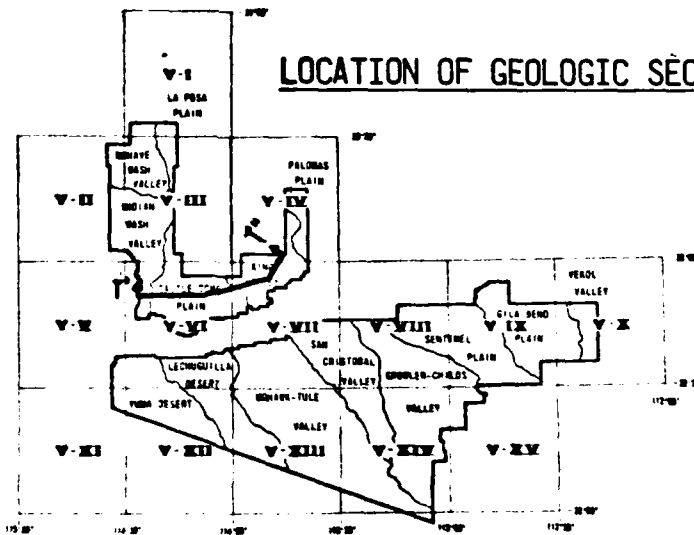 LOCATION OF GEOLOGIC SEC
V-I
LA POSA
PLAIN
MOHAVE
WASH
VALLEY
PALOMAS
PLAIN
V-II
V-III
V-IV
INDIAN
WASH
VALLEY
KING
PLAIN
V-V
V-VI
V-VII
V-VIII
V-IX
V-X
VEKOL
VALLEY
GILA BEND
PLAIN
SENTINEL
PLAIN
SAN
CRISTOBAL
VALLEY
GROWLER-CHILDS
VALLEY
LECHUGUILLA
DESERT
YUMA DESERT
MOHAWK-TULE
VALLEY
V-XI
V-XII
V-XIII
V-XIV
V-XV